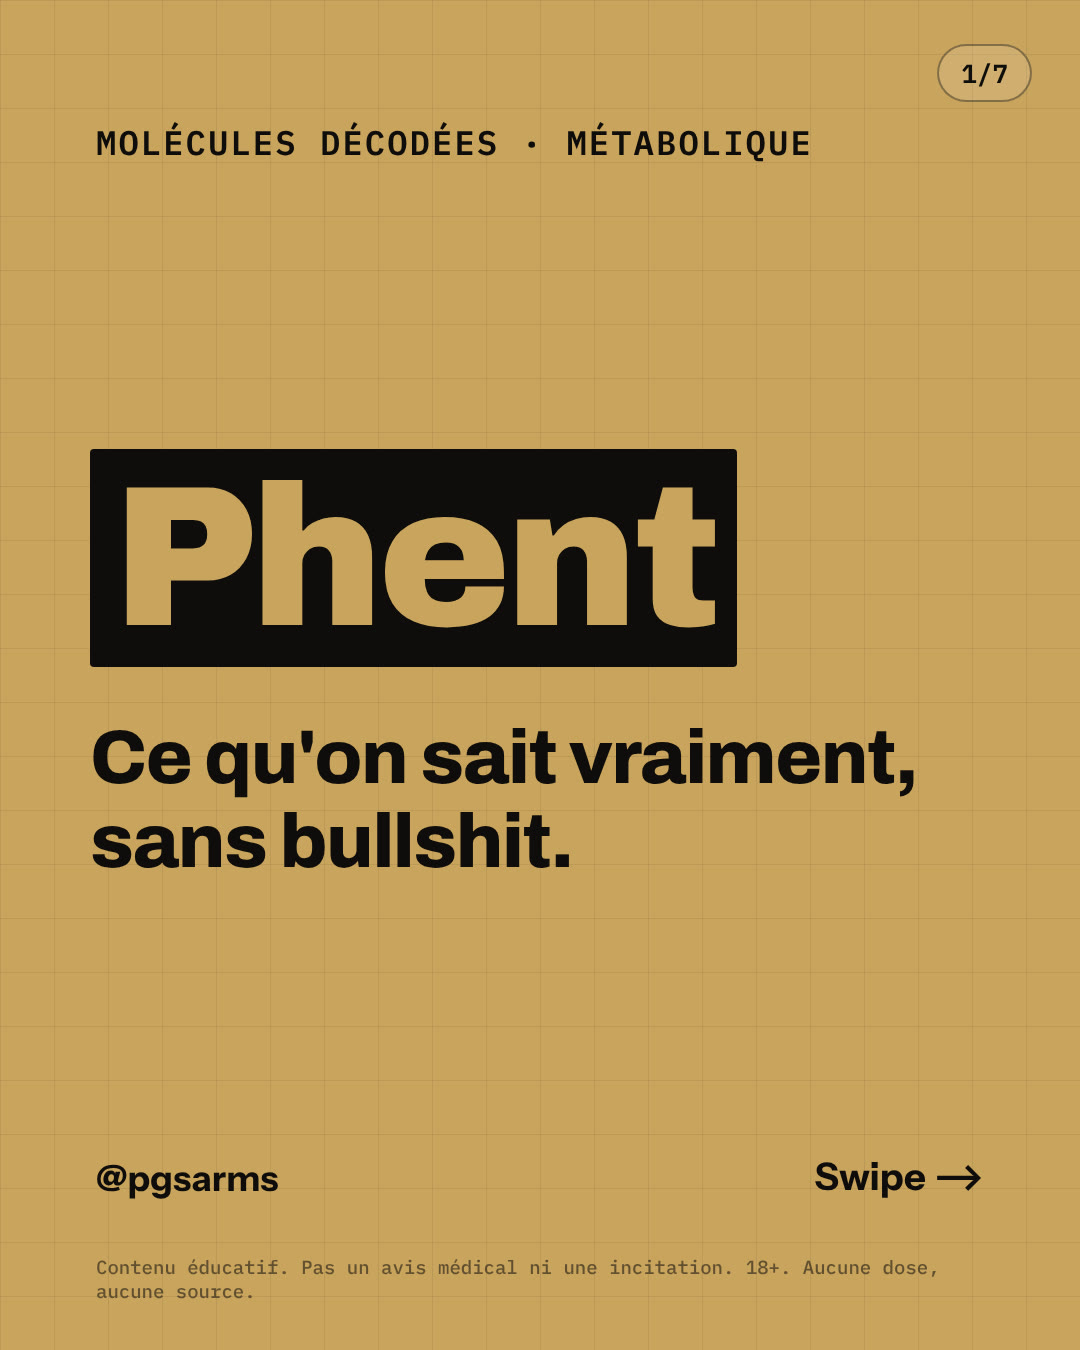 1/7
MOLÉCULES DÉCODÉES · MÉTABOLIQUE
Phent
Ce qu'on sait vraiment,
sans bullshit.
@pgsarms
Swipe →
Contenu éducatif. Pas un avis médical ni une incitation. 18+. Aucune dose,
aucune source.